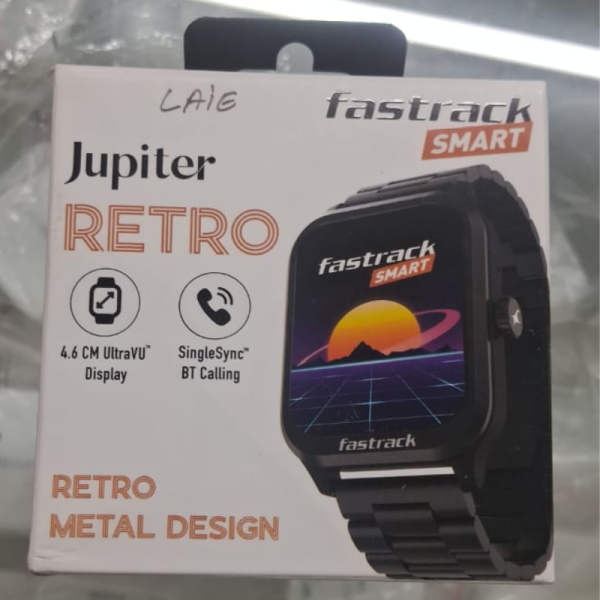 LAIE
fastrack
SMART
Jupiter
RETRO
4.6 CM UltraVU™
Display
SingleSync™
BT Calling
fastrack
SMART
fastrack
RETRO
METAL DESIGN